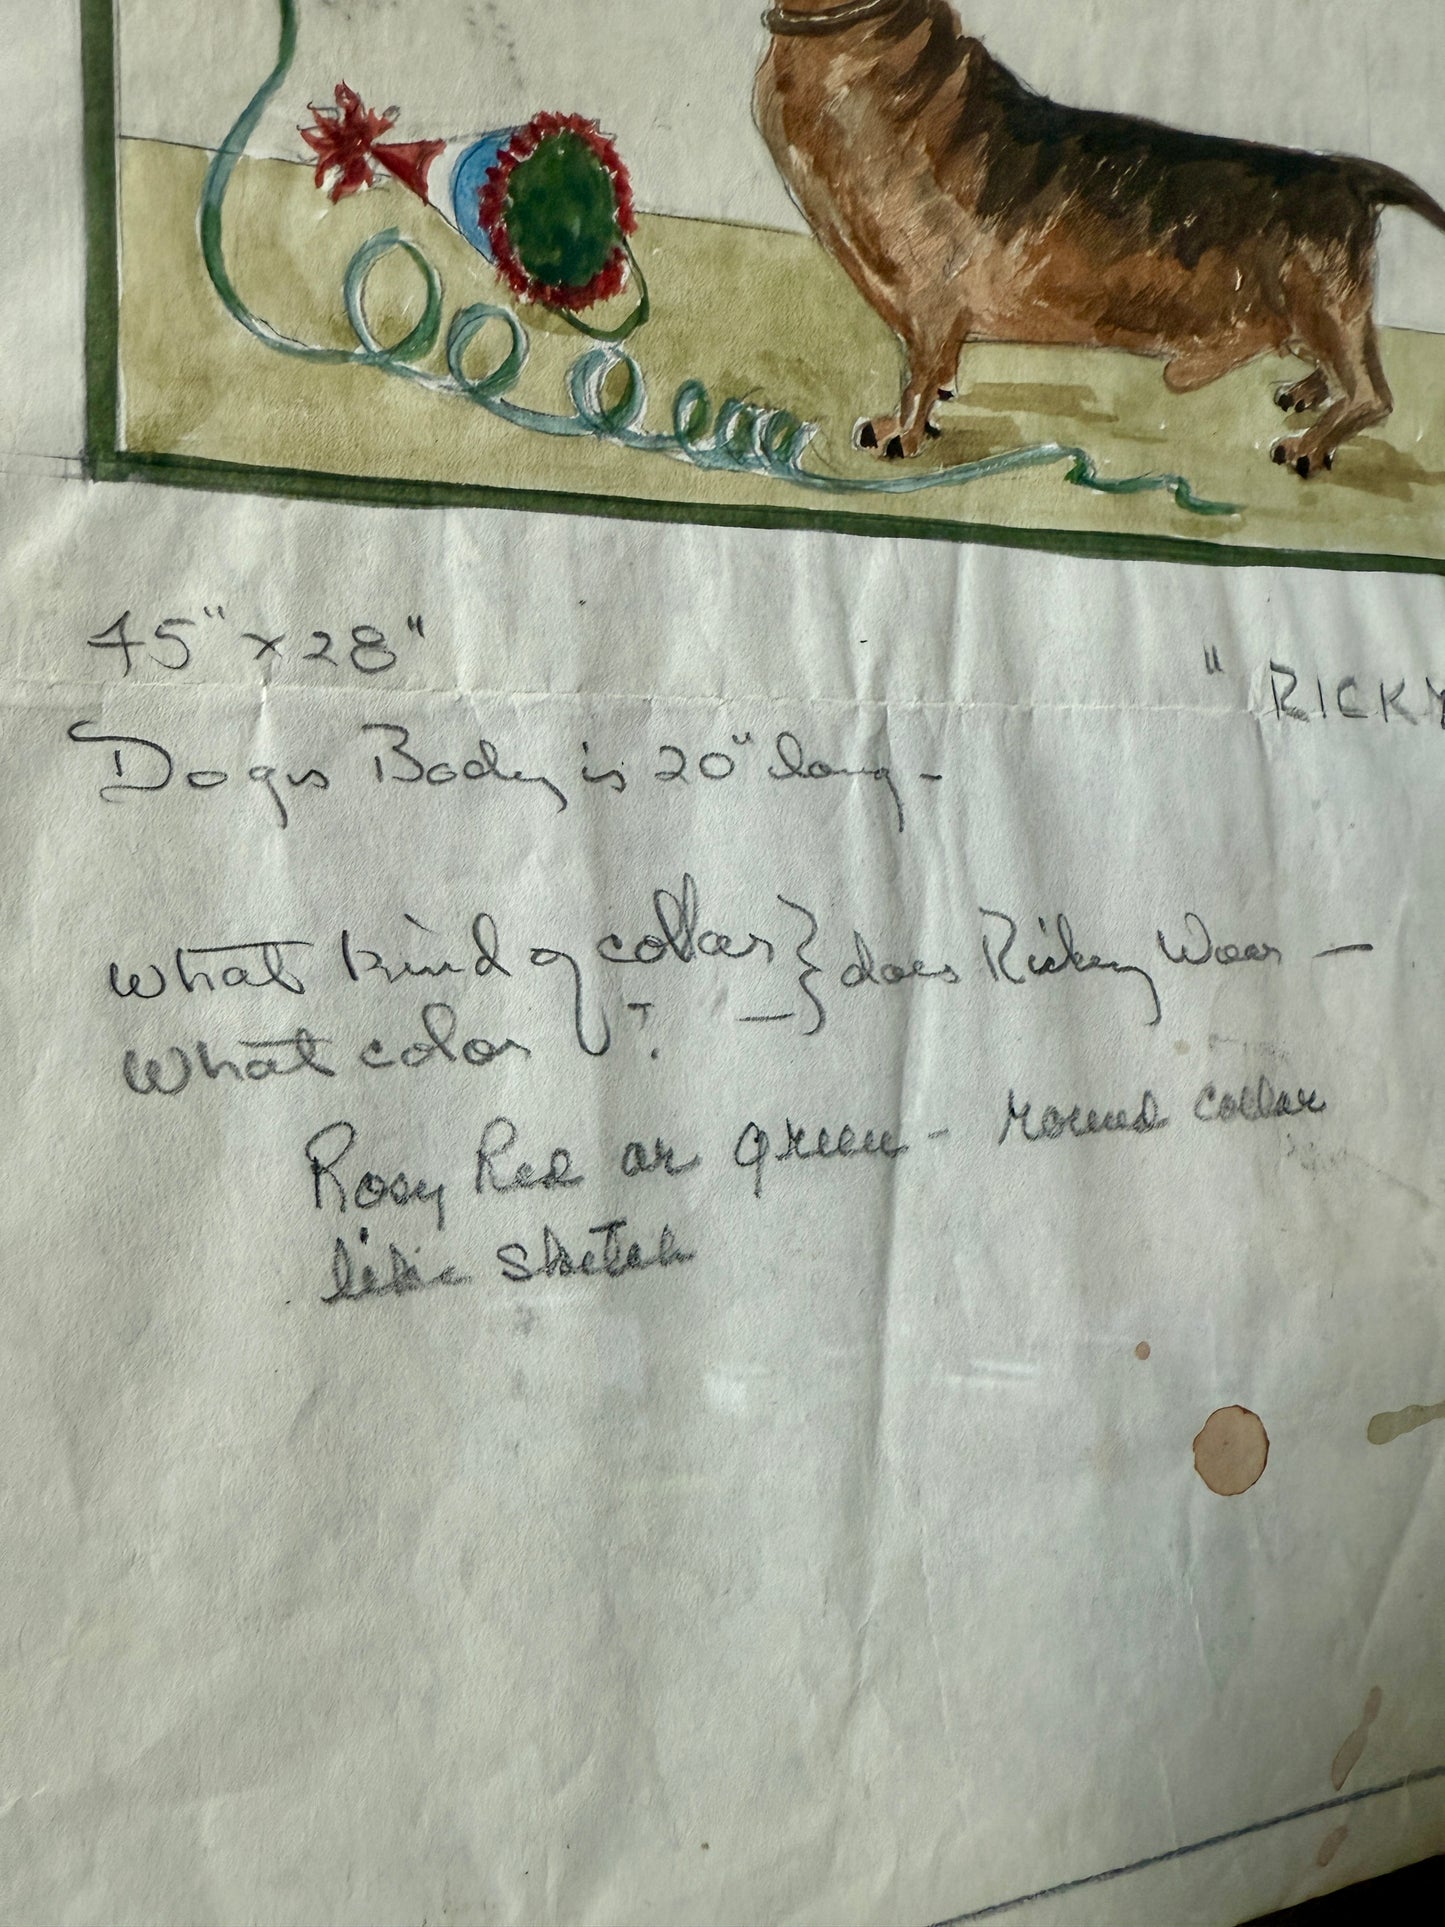 45" x 28"
"RICKY
Dogs Body is 20" long -
What kind of collar } does Ricky Wear -
What color ? -
Rosy Red or green - round collar
like sketch